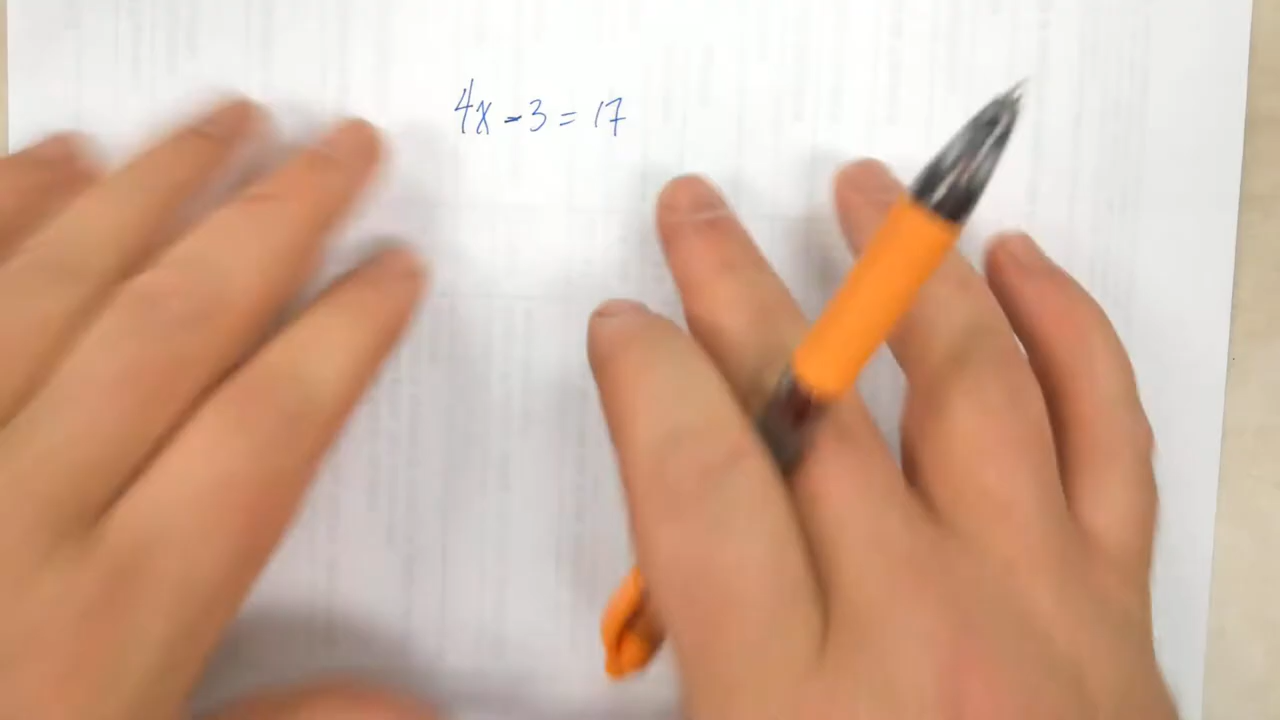 4x - 3 = 17